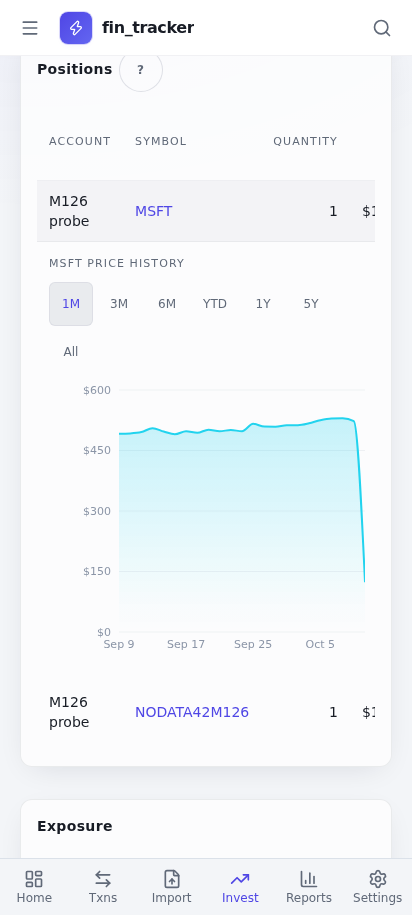 fin_tracker
Positions ?
ACCOUNT SYMBOL QUANTITY
M126 probe MSFT 1 $1
MSFT PRICE HISTORY
1M 3M 6M YTD 1Y 5Y
All
$600
$450
$300
$150
$0
Sep 9 Sep 17 Sep 25 Oct 5
M126 probe NODATA42M126 1 $1
Exposure
Home Txns Import Invest Reports Settings